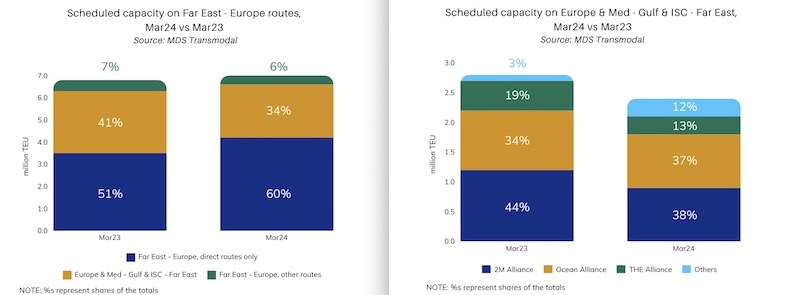 Scheduled capacity on Far East - Europe routes,
Mar24 vs Mar23
Source: MDS Transmodal
7%
6%
7.0
6.0
5.0
4.0
3.0
2.0
1.0
0.0
million TEU
41%
34%
51%
60%
Mar23
Mar24
Far East - Europe, direct routes only
Europe & Med - Gulf & ISC - Far East
Far East - Europe, other routes
NOTE: %s represent shares of the totals
Scheduled capacity on Europe & Med - Gulf & ISC - Far East,
Mar24 vs Mar23
Source: MDS Transmodal
3.0
2.5
2.0
1.5
1.0
0.5
0.0
million TEU
3%
19%
12%
13%
34%
37%
44%
38%
Mar23
Mar24
2M Alliance
Ocean Alliance
THE Alliance
Others
NOTE: %s represent shares of the totals